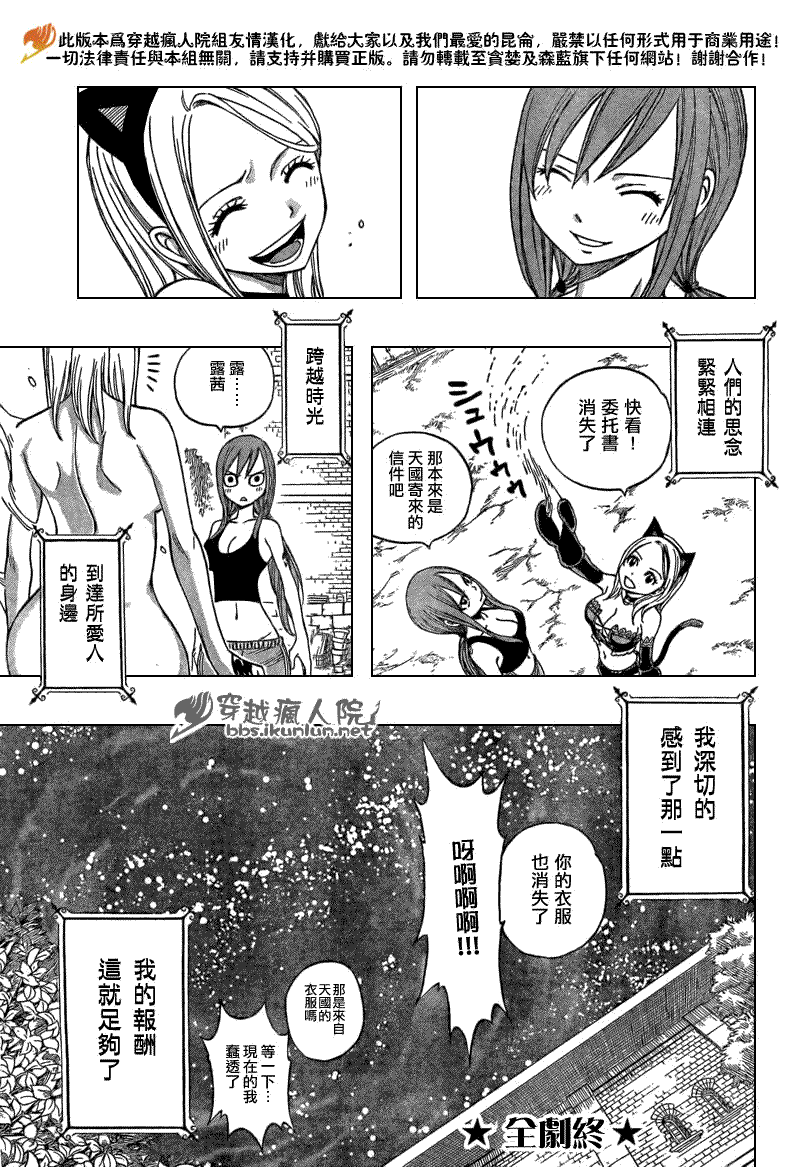 此版本爲穿越瘋人院組友情漢化，獻給大家以及我們最愛的昆侖，嚴禁以任何形式用于商業用途！
一切法律責任與本組無關，請支持并購買正版。請勿轉載至貪婪及森藍旗下任何網站！謝謝合作！
人們的思念
緊緊相連
快看！
委托書
消失了
シュウゥゥ
那本來是
天國寄來的
信件吧
跨越時光
露……
露茜
到達所愛人
的身邊
穿越瘋人院
bbs.ikunlun.net
我深切的
感到了那一點
你的衣服
也消失了
呀啊啊啊!!!
那是來自
天國的
衣服嗎
等一下…
現在的我
蠢透了
我的報酬
這就足夠了
★ 全劇終 ★